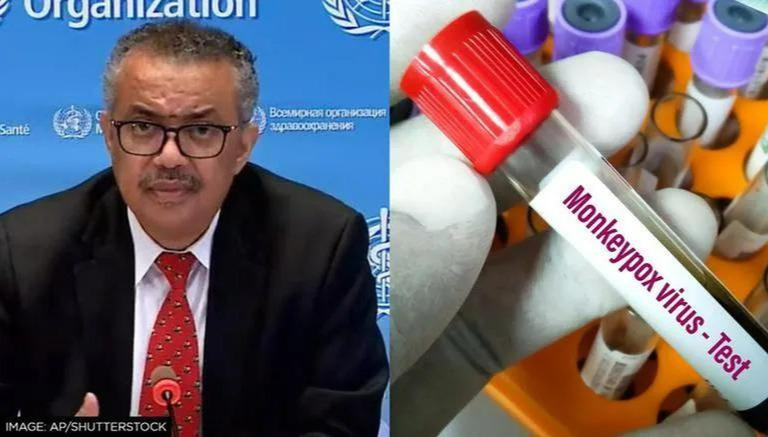 Organization
Santé
Всемирная организация
здравоохранения
Monkeypox virus - Test
IMAGE: AP/SHUTTERSTOCK